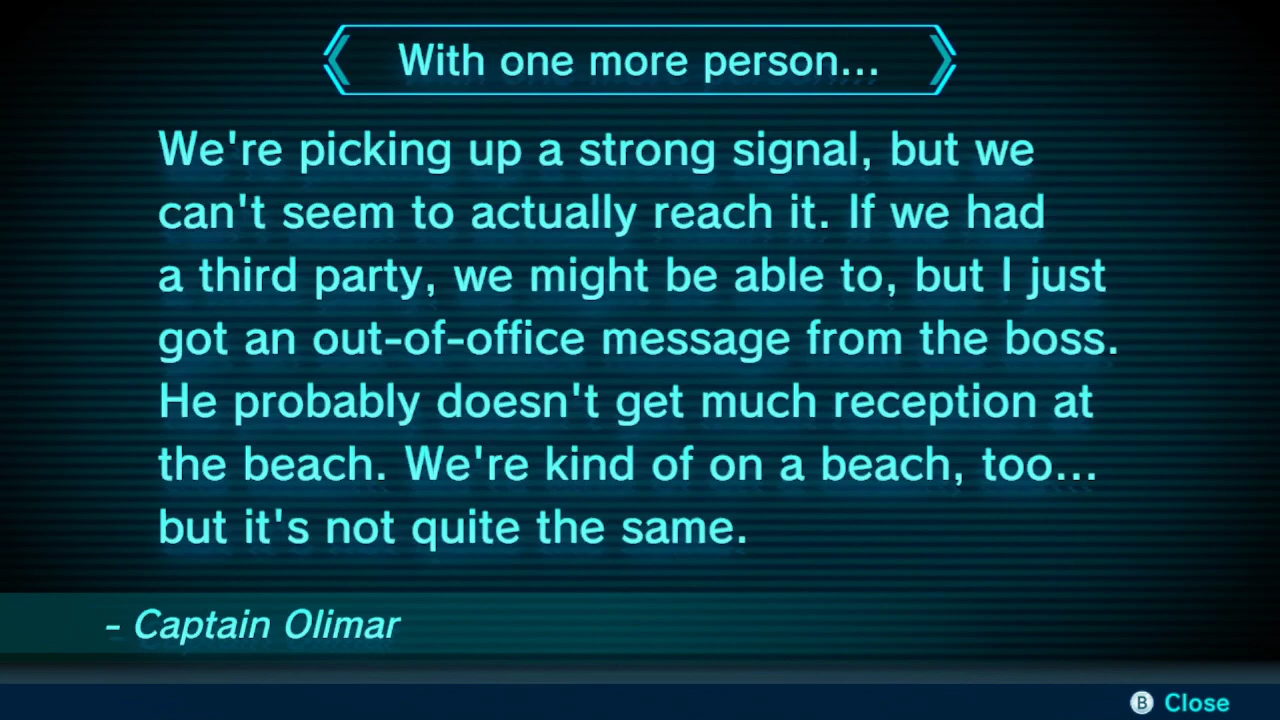 With one more person...
We're picking up a strong signal, but we
can't seem to actually reach it. If we had
a third party, we might be able to, but I just
got an out-of-office message from the boss.
He probably doesn't get much reception at
the beach. We're kind of on a beach, too...
but it's not quite the same.
- Captain Olimar
B Close